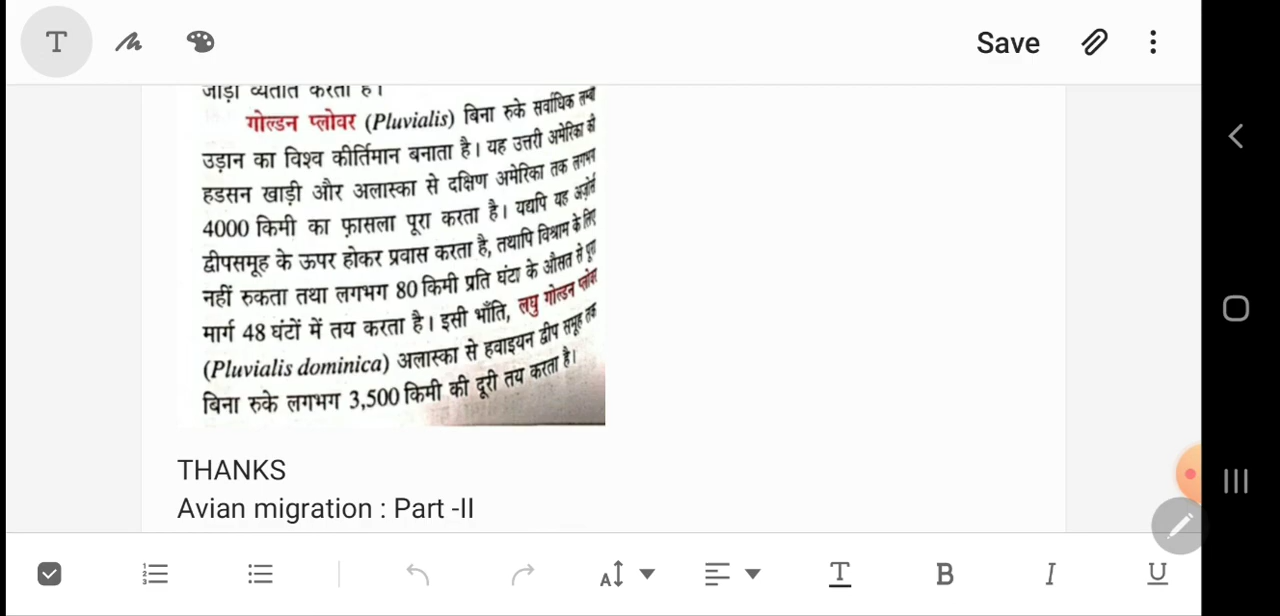 T
Save
जाड़ा व्यतीत करता है।
गोल्डन प्लोवर (Pluvialis) बिना रुके सर्वाधिक लम्बी
उड़ान का विश्व कीर्तिमान बनाता है। यह उत्तरी अमेरिका की
हडसन खाड़ी और अलास्का से दक्षिण अमेरिका तक लगभग
4000 किमी का फ़ासला पूरा करता है। यद्यपि यह
द्वीपसमूह के ऊपर होकर प्रवास करता है, तथापि विश्राम के लिए
नहीं रुकता तथा लगभग 80 किमी प्रति घंटा के औसत से पूरा
मार्ग 48 घंटों में तय करता है। इसी भाँति, लघु गोल्डन प्लोवर
(Pluvialis dominica) अलास्का से हवाइयन द्वीप समूह तक
बिना रुके लगभग 3,500 किमी की दूरी तय करता है।
THANKS
Avian migration : Part -II
A T B I U